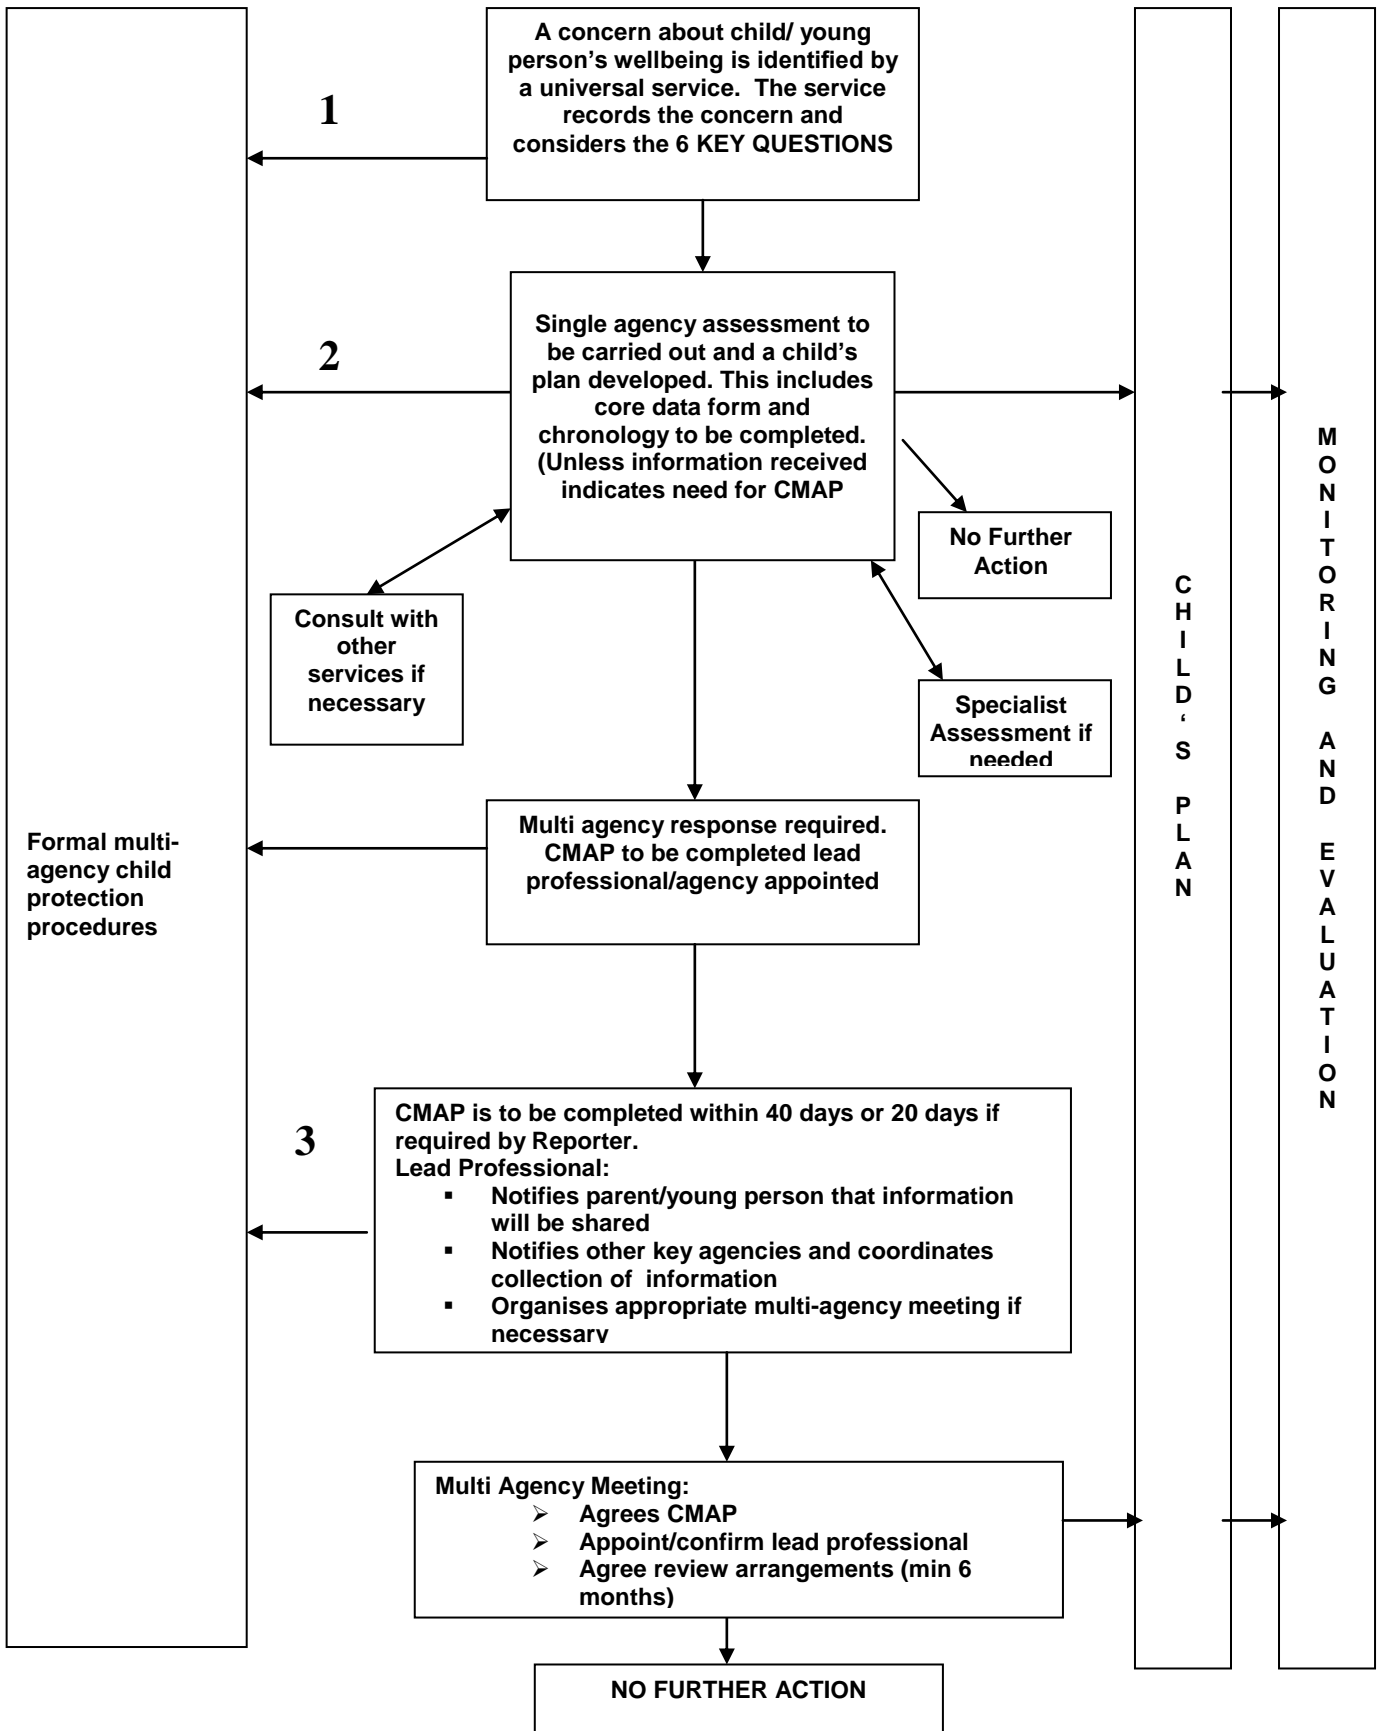 A concern about child/ young
person's wellbeing is identified by
a universal service.  The service
records the concern and
considers the 6 KEY QUESTIONS
1
Single agency assessment to
be carried out and a child's
plan developed. This includes
core data form and
chronology to be completed.
(Unless information received
indicates need for CMAP
2
No Further
Action
Consult with
other
services if
necessary
Specialist
Assessment if
needed
Multi agency response required.
CMAP to be completed lead
professional/agency appointed
Formal multi-
agency child
protection
procedures
3
CMAP is to be completed within 40 days or 20 days if
required by Reporter.
Lead Professional:
▪ Notifies parent/young person that information
will be shared
▪ Notifies other key agencies and coordinates
collection of  information
▪ Organises appropriate multi-agency meeting if
necessary
Multi Agency Meeting:
➢ Agrees CMAP
➢ Appoint/confirm lead professional
➢ Agree review arrangements (min 6
months)
NO FURTHER ACTION
CHILD‘S PLAN
MONITORING AND EVALUATION